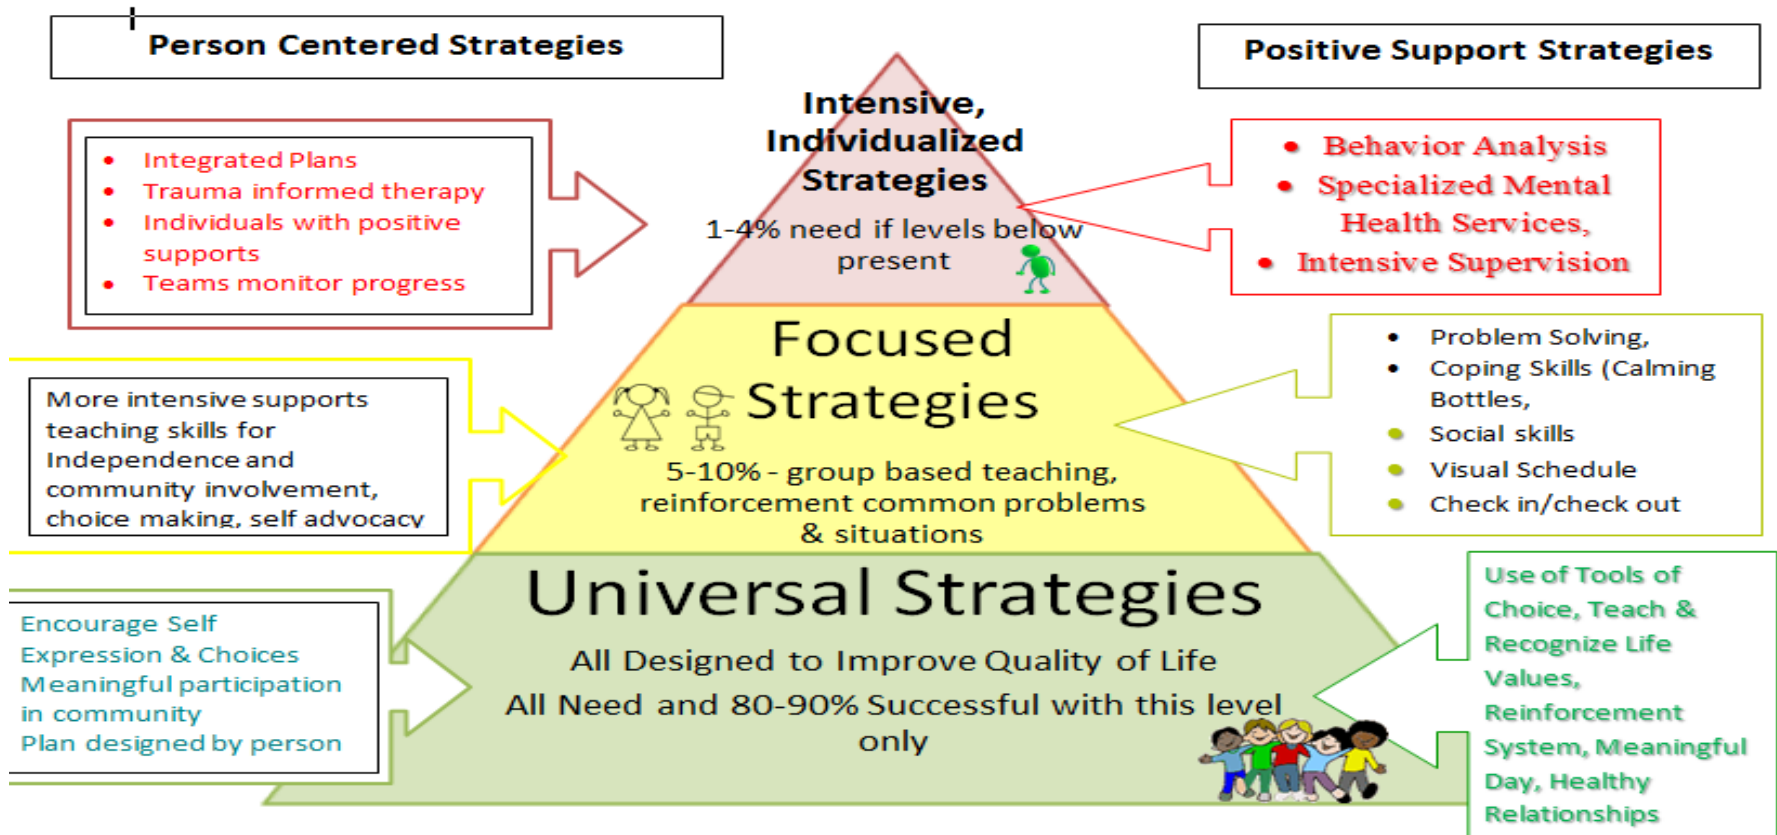 Person Centered Strategies
Positive Support Strategies
Intensive,
Individualized
Strategies
1-4% need if levels below
present
• Integrated Plans
• Trauma informed therapy
• Individuals with positive
supports
• Teams monitor progress
• Behavior Analysis
• Specialized Mental
Health Services,
• Intensive Supervision
Focused
Strategies
5-10% - group based teaching,
reinforcement common problems
& situations
More intensive supports
teaching skills for
Independence and
community involvement,
choice making, self advocacy
• Problem Solving,
• Coping Skills (Calming
Bottles,
• Social skills
• Visual Schedule
• Check in/check out
Universal Strategies
All Designed to Improve Quality of Life
All Need and 80-90% Successful with this level
only
Encourage Self
Expression & Choices
Meaningful participation
in community
Plan designed by person
Use of Tools of
Choice, Teach &
Recognize Life
Values,
Reinforcement
System, Meaningful
Day, Healthy
Relationships